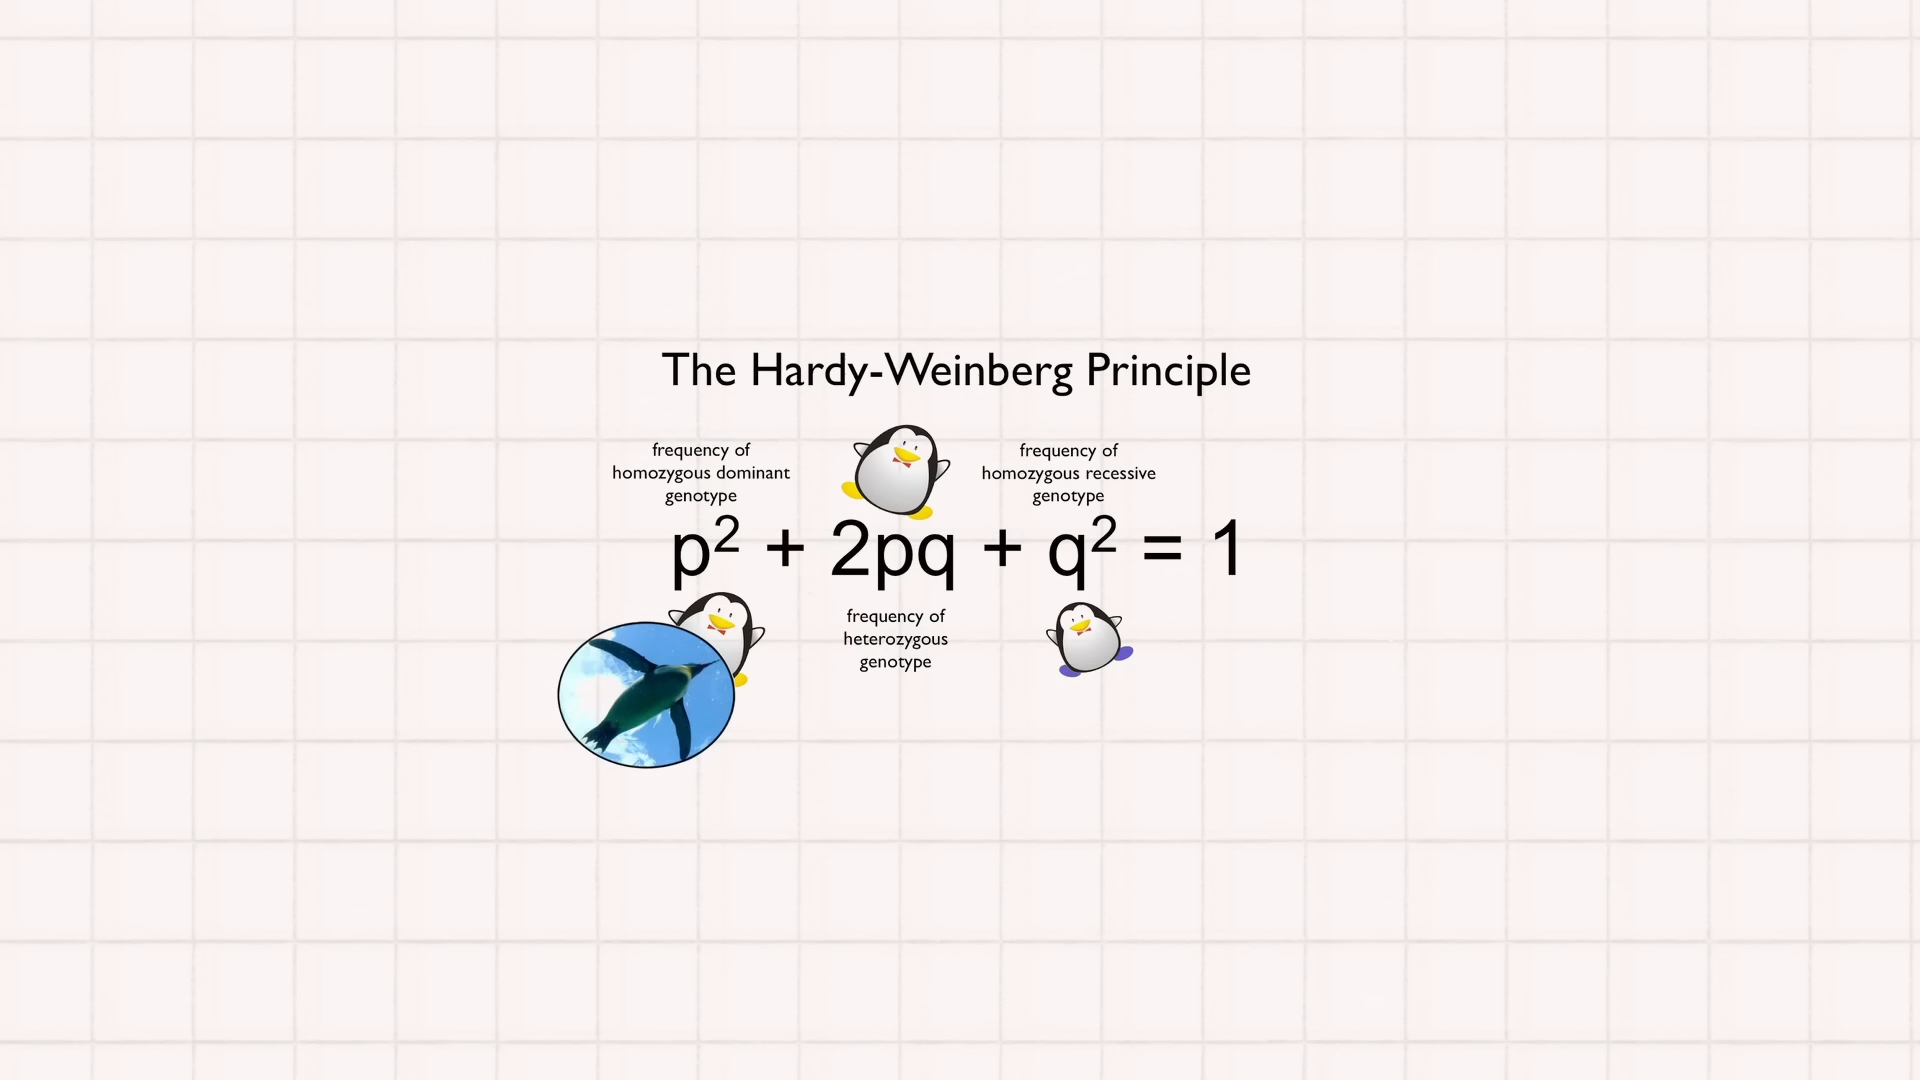 The Hardy-Weinberg Principle
frequency of
homozygous dominant
genotype
frequency of
homozygous recessive
genotype
p² + 2pq + q² = 1
frequency of
heterozygous
genotype